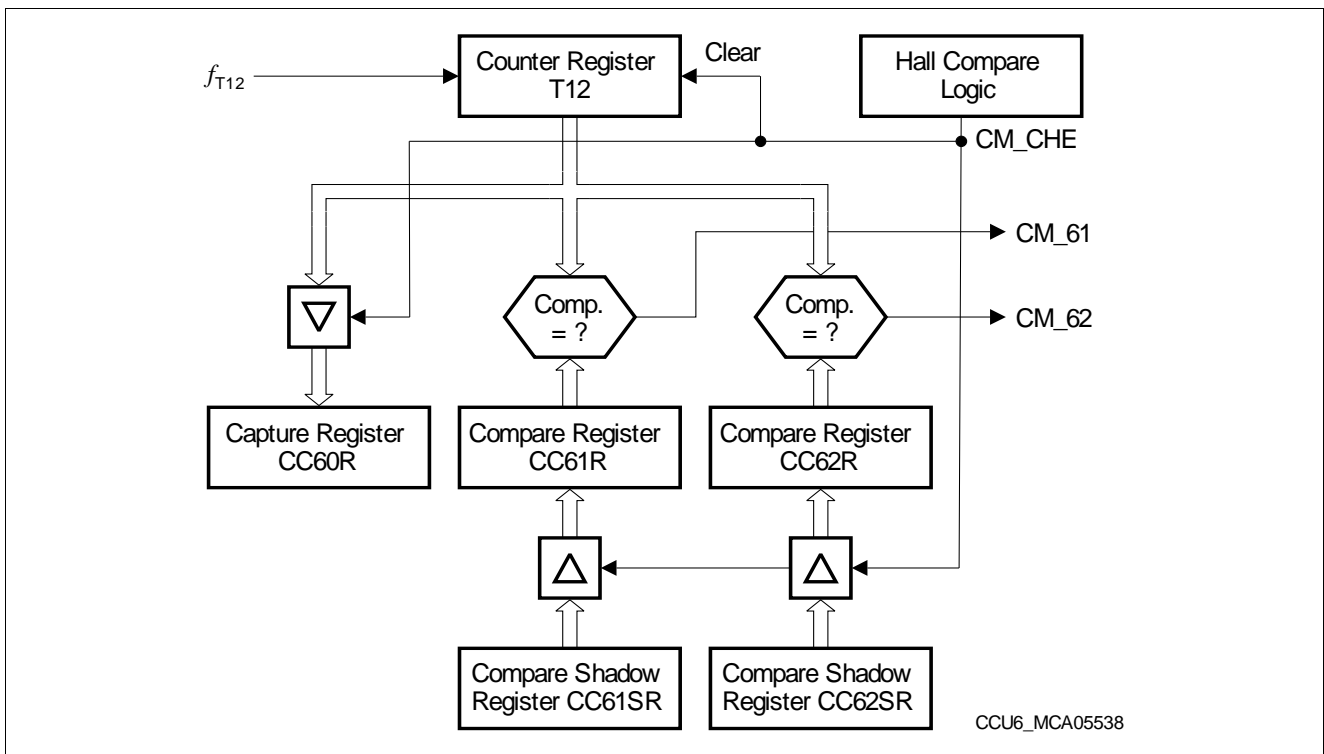 Counter Register
T12
Clear
Hall Compare
Logic
fT12
CM_CHE
CM_61
Comp.
= ?
Comp.
= ?
CM_62
Capture Register
CC60R
Compare Register
CC61R
Compare Register
CC62R
Compare Shadow
Register CC61SR
Compare Shadow
Register CC62SR
CCU6_MCA05538